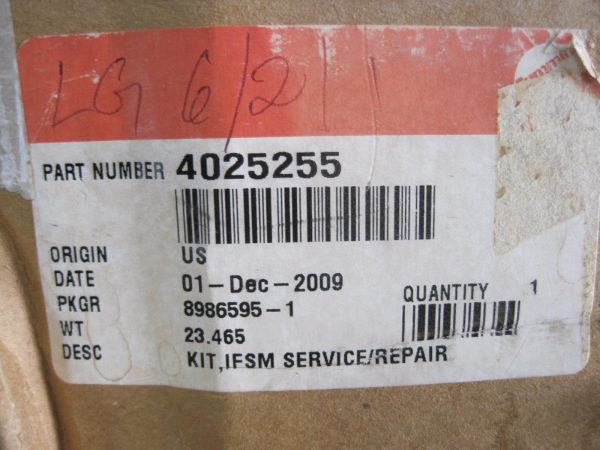 LG 6/21
PART NUMBER 4025255
ORIGIN US
DATE 01-Dec-2009
PKGR 8986595-1
QUANTITY 1
WT 23.465
DESC KIT,IFSM SERVICE/REPAIR